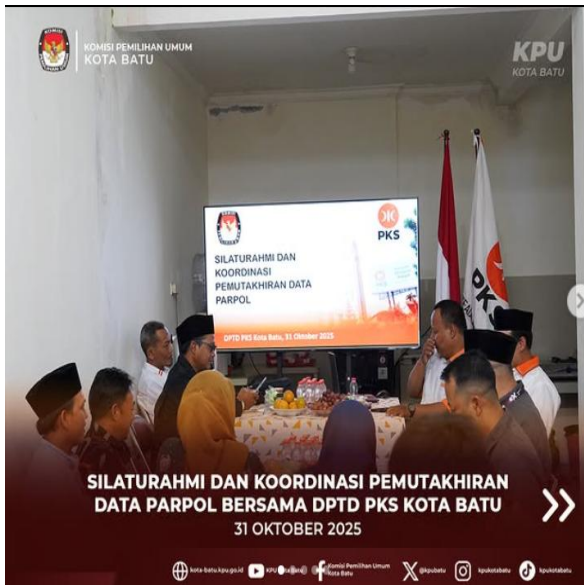 KOMISI PEMILIHAN UMUM
KOTA BATU
KPU
KOTA BATU
PKS
SILATURAHMI DAN
KOORDINASI
PEMUTAKHIRAN DATA
PARPOL
DPTD PKS Kota Batu, 31 Oktober 2025
PKS
SILATURAHMI DAN KOORDINASI PEMUTAKHIRAN
DATA PARPOL BERSAMA DPTD PKS KOTA BATU
31 OKTOBER 2025
kota-batu.kpu.go.id
Komisi Pemilihan Umum
Kota Batu
@kpubatu
kpukotabatu
kpukotabatu